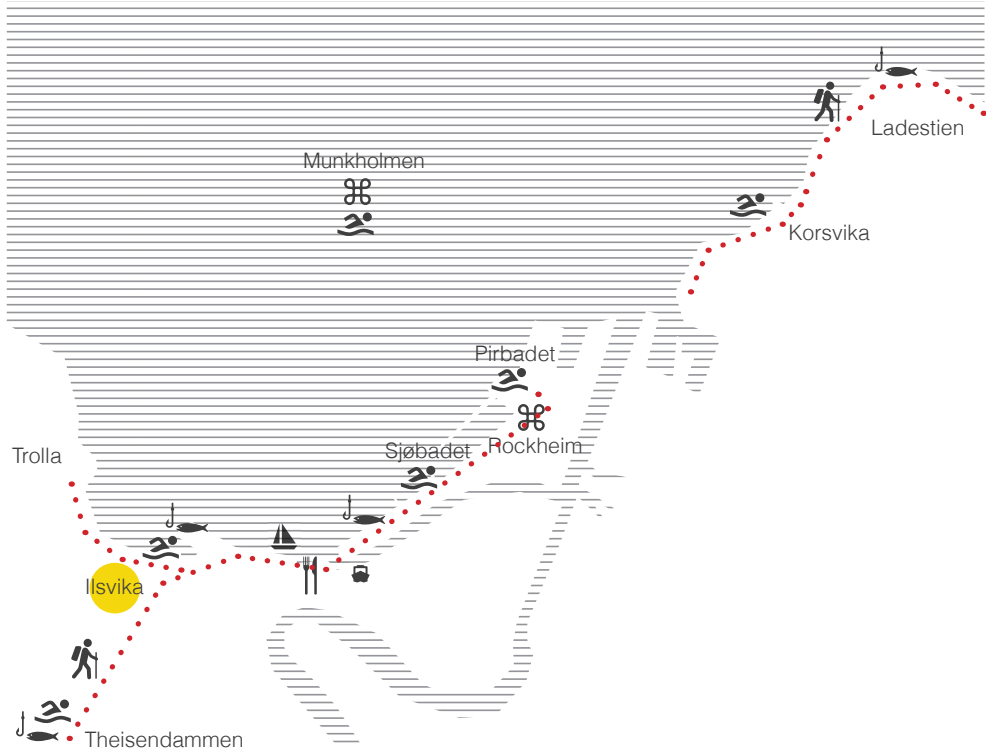 Ladestien
Munkholmen
Korsvika
Pirbadet
Rockheim
Sjøbadet
Trolla
Ilsvika
Theisendammen